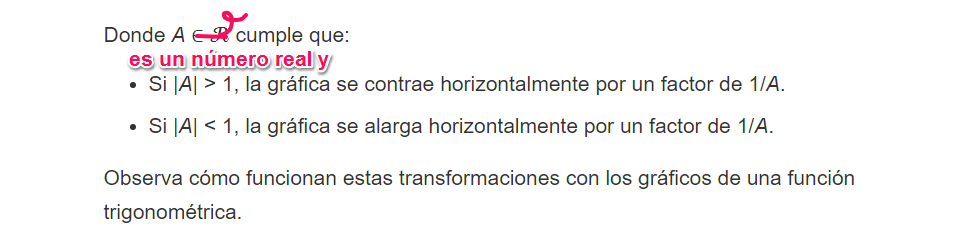 Donde A ∈ ℛ cumple que:
es un número real y
• Si |A| > 1, la gráfica se contrae horizontalmente por un factor de 1/A.
• Si |A| < 1, la gráfica se alarga horizontalmente por un factor de 1/A.
Observa cómo funcionan estas transformaciones con los gráficos de una función
trigonométrica.